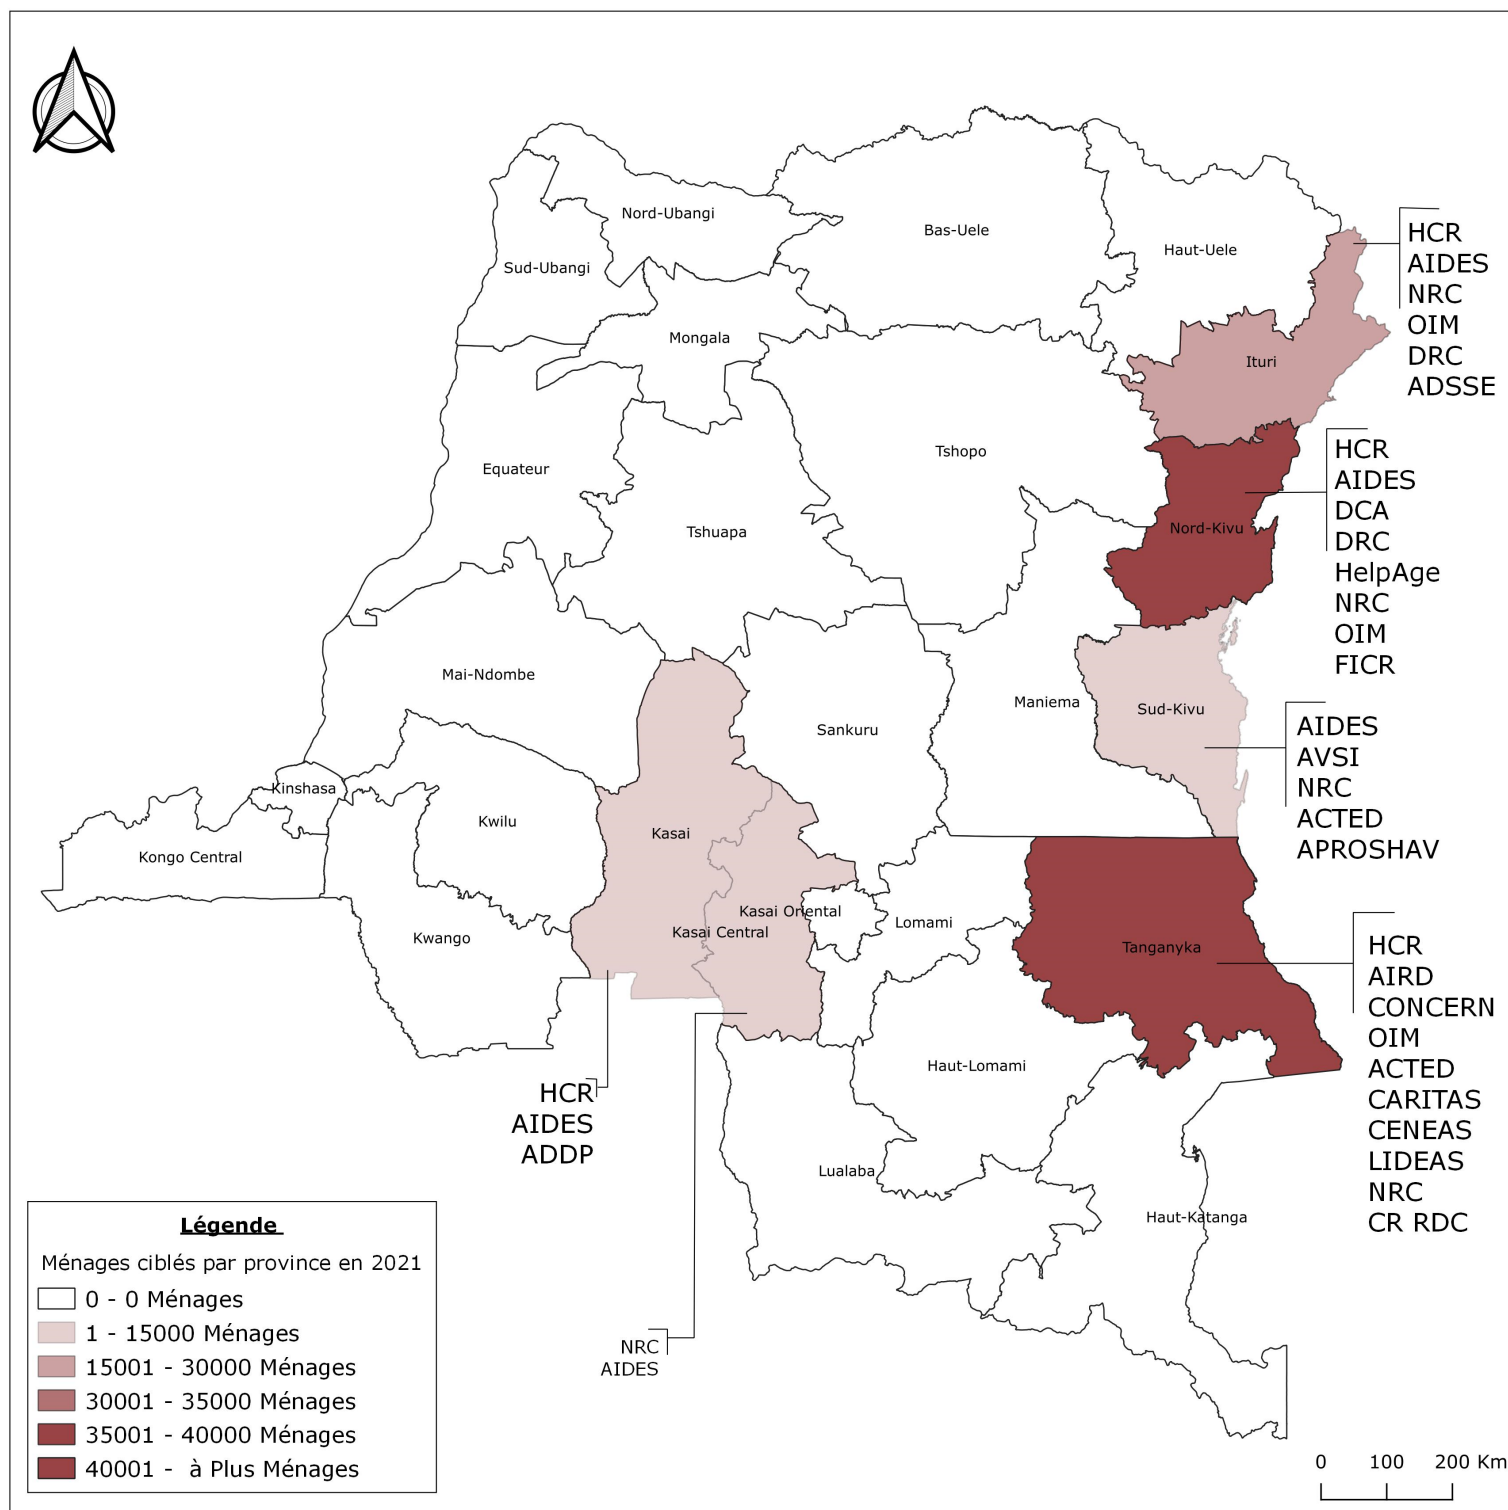 Nord-Ubangi
Bas-Uele
Haut-Uele
Sud-Ubangi
Mongala
Ituri
HCR
AIDES
NRC
OIM
DRC
ADSSE
Equateur
Tshopo
Tshuapa
Nord-Kivu
HCR
AIDES
DCA
DRC
HelpAge
NRC
OIM
FICR
Mai-Ndombe
Sankuru
Maniema
Sud-Kivu
AIDES
AVSI
NRC
ACTED
APROSHAV
Kinshasa
Kongo Central
Kwilu
Kasai
Kasai Oriental
Kasai Central
Lomami
Kwango
Tanganyka
HCR
AIRD
CONCERN
OIM
ACTED
CARITAS
CENEAS
LIDEAS
NRC
CR RDC
Haut-Lomami
HCR
AIDES
ADDP
Lualaba
Haut-Katanga
NRC
AIDES
Légende
Ménages ciblés par province en 2021
0 - 0 Ménages
1 - 15000 Ménages
15001 - 30000 Ménages
30001 - 35000 Ménages
35001 - 40000 Ménages
40001 - à Plus Ménages
0 100 200 Km